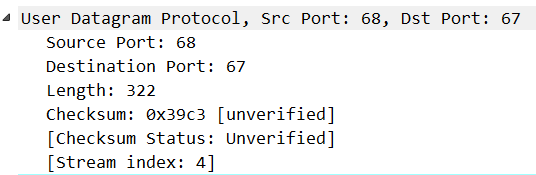 User Datagram Protocol, Src Port: 68, Dst Port: 67
Source Port: 68
Destination Port: 67
Length: 322
Checksum: 0x39c3 [unverified]
[Checksum Status: Unverified]
[Stream index: 4]